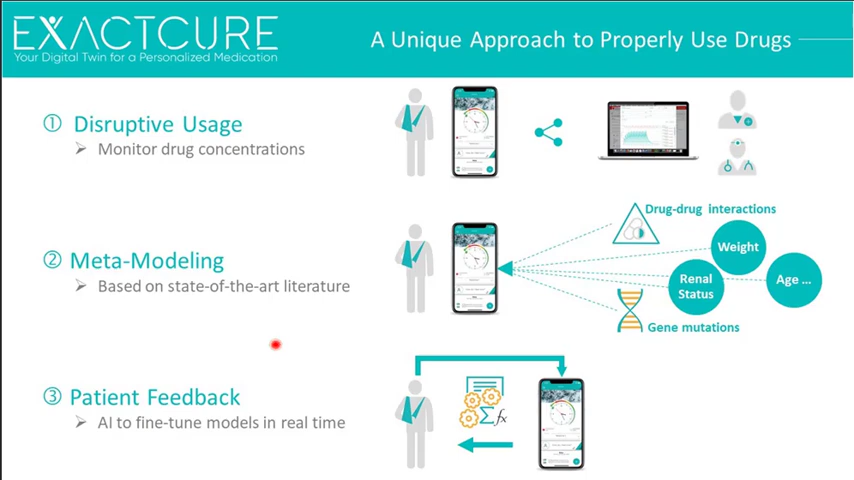 EXACTCURE
Your Digital Twin for a Personalized Medication
A Unique Approach to Properly Use Drugs
① Disruptive Usage
➢ Monitor drug concentrations
② Meta-Modeling
➢ Based on state-of-the-art literature
Drug-drug interactions
Weight
Renal
Status
Age ...
Gene mutations
③ Patient Feedback
➢ AI to fine-tune models in real time
Σfx